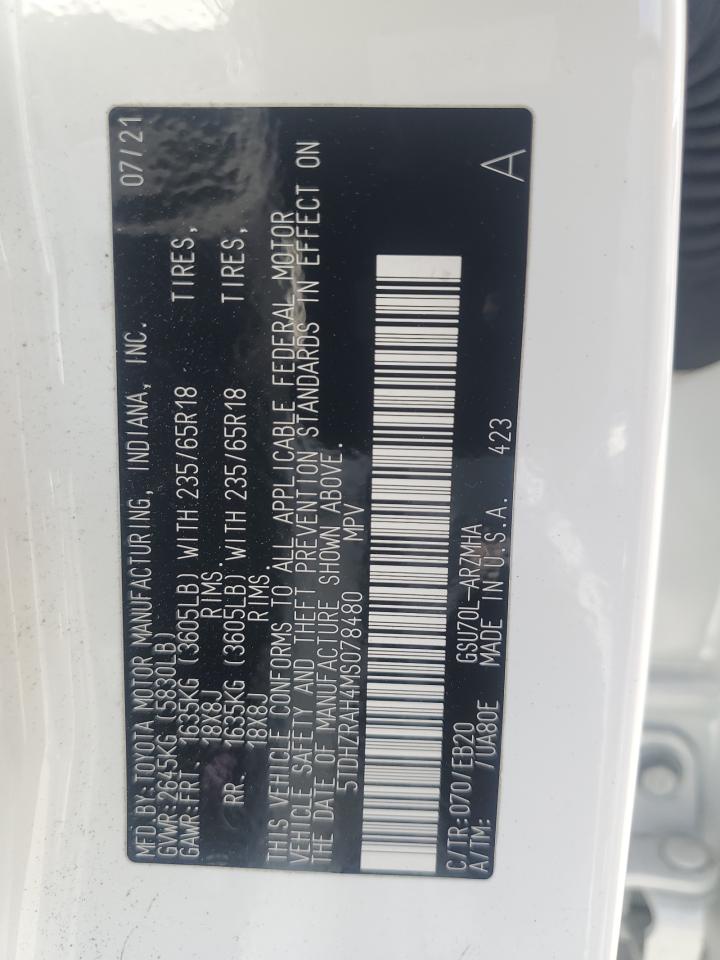 MFD.BY:TOYOTA MOTOR MANUFACTURING, INDIANA, INC. 07/21
GVWR:2645KG (5830LB)
GAWR:FRT 1635KG (3605LB) WITH 235/65R18 TIRES,
18X8J RIMS.
RR. 1635KG (3605LB) WITH 235/65R18 TIRES,
18X8J RIMS.
THIS VEHICLE CONFORMS TO ALL APPLICABLE FEDERAL MOTOR
VEHICLE SAFETY AND THEFT PREVENTION STANDARDS IN EFFECT ON
THE DATE OF MANUFACTURE SHOWN ABOVE.
5TDHZRAH4MS078480 MPV
C/TR:070/EB20 GSU70L-ARZMHA
A/TM: /UA80E MADE IN U.S.A. 423 A